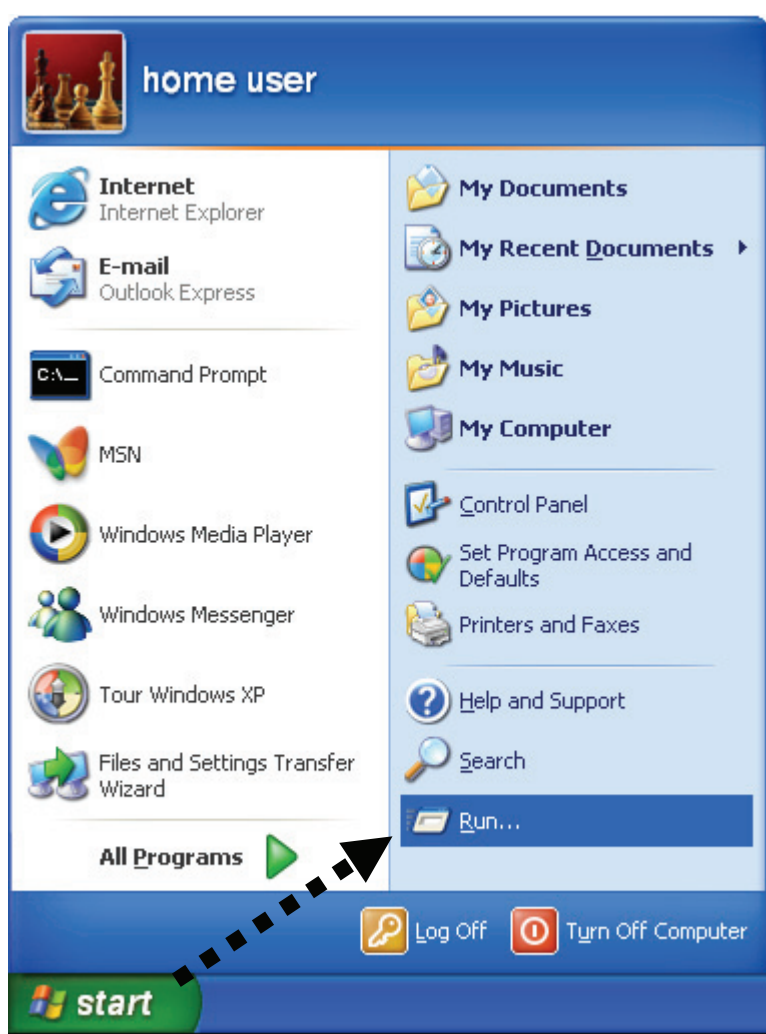 home user
Internet
Internet Explorer
E-mail
Outlook Express
C:\_
Command Prompt
MSN
Windows Media Player
Windows Messenger
Tour Windows XP
Files and Settings Transfer
Wizard
All Programs
My Documents
My Recent Documents
My Pictures
My Music
My Computer
Control Panel
Set Program Access and
Defaults
Printers and Faxes
Help and Support
Search
Run...
Log Off
Turn Off Computer
start